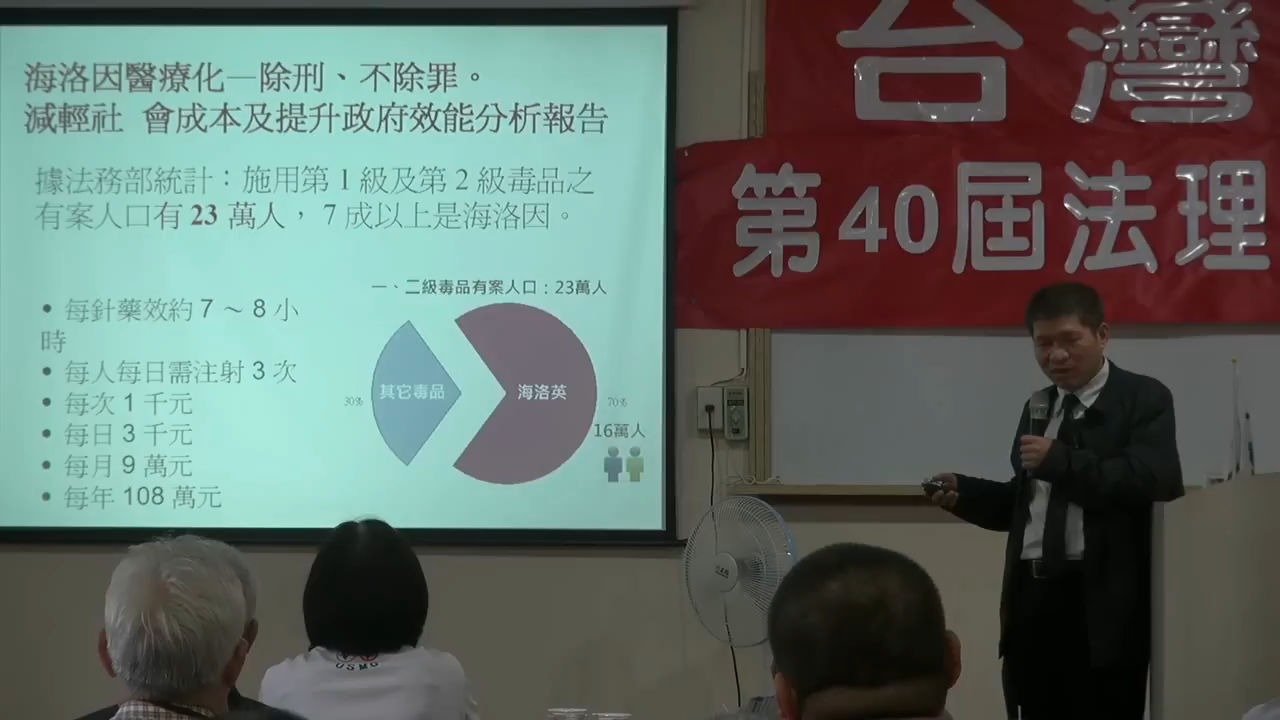 海洛因醫療化—除刑、不除罪。
減輕社 會成本及提升政府效能分析報告
據法務部統計：施用第 1 級及第 2 級毒品之
有案人口有 23 萬人， 7 成以上是海洛因。
• 每針藥效約 7 ～ 8 小
時
• 每人每日需注射 3 次
• 每次 1 千元
• 每日 3 千元
• 每月 9 萬元
• 每年 108 萬元
一、二級毒品有案人口：23萬人
其它毒品
海洛英
30%
70%
16萬人
台灣
第40屆法理
USMG